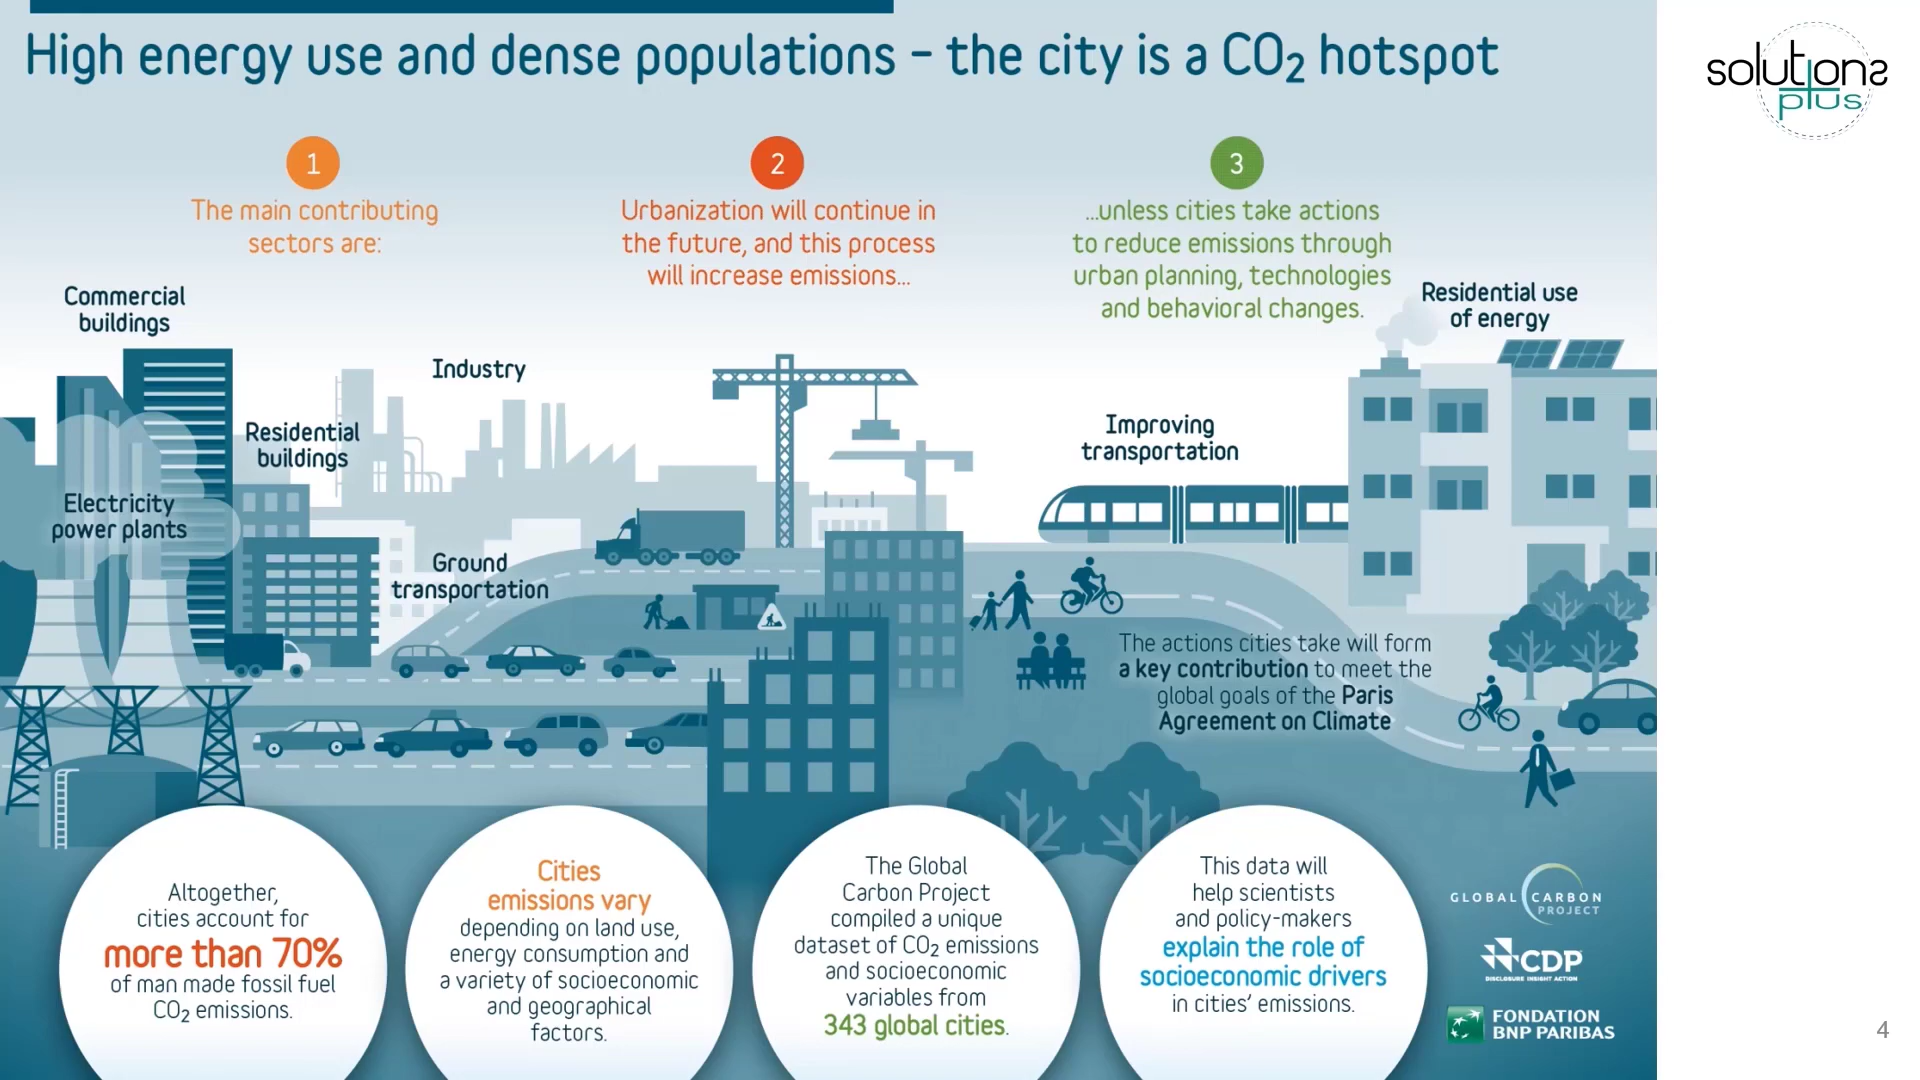 High energy use and dense populations – the city is a CO₂ hotspot
solutions
plus
1
The main contributing
sectors are:
2
Urbanization will continue in
the future, and this process
will increase emissions...
3
...unless cities take actions
to reduce emissions through
urban planning, technologies
and behavioral changes.
Commercial
buildings
Residential use
of energy
Industry
Residential
buildings
Improving
transportation
Electricity
power plants
Ground
transportation
The actions cities take will form
a key contribution to meet the
global goals of the Paris
Agreement on Climate
Altogether,
cities account for
more than 70%
of man made fossil fuel
CO₂ emissions.
Cities
emissions vary
depending on land use,
energy consumption and
a variety of socioeconomic
and geographical
factors.
The Global
Carbon Project
compiled a unique
dataset of CO₂ emissions
and socioeconomic
variables from
343 global cities.
This data will
help scientists
and policy-makers
explain the role of
socioeconomic drivers
in cities’ emissions.
GLOBAL CARBON
PROJECT
CDP
DISCLOSURE INSIGHT ACTION
FONDATION
BNP PARIBAS
4